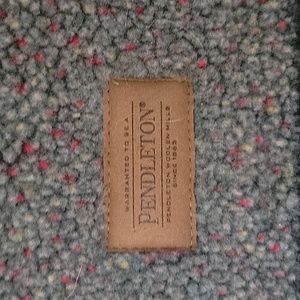 WARRANTED TO BE A
PENDLETON®
PENDLETON WOOLEN MILLS
SINCE 1863